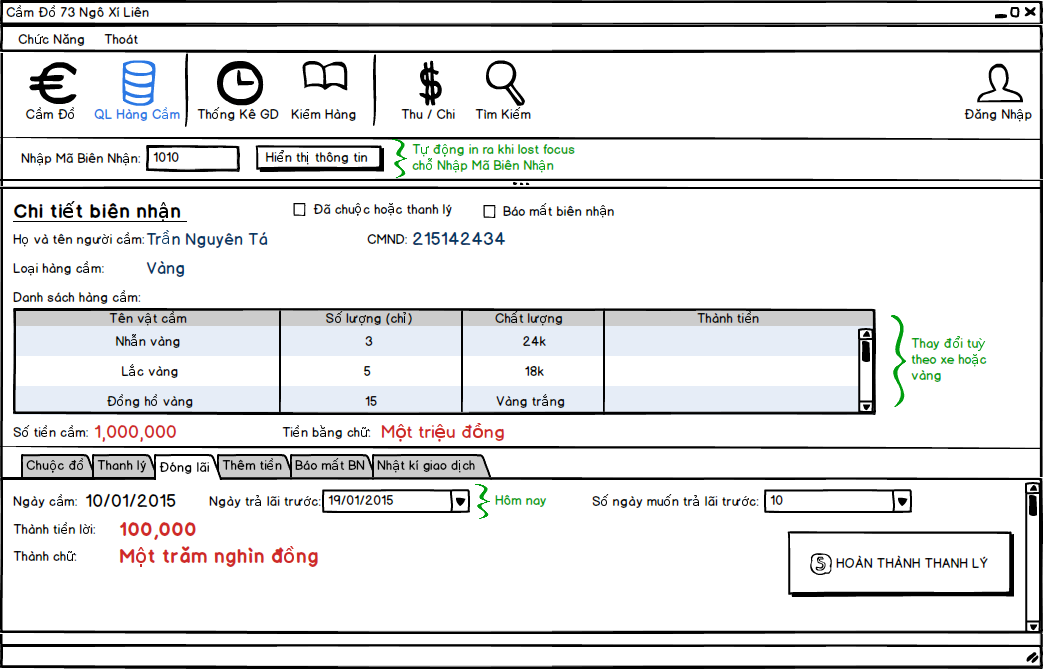 Cầm Đồ 73 Ngô Xí Liên
Chức Năng Thoát
Cầm Đồ QL Hàng Cầm Thống Kê GD Kiểm Hàng Thu / Chi Tìm Kiếm Đăng Nhập
Nhập Mã Biên Nhận: 1010 Hiển thị thông tin
Tự động in ra khi lost focus
chỗ Nhập Mã Biên Nhận
Chi tiết biên nhận Đã chuộc hoặc thanh lý Báo mất biên nhận
Họ và tên người cầm: Trần Nguyên Tá CMND: 215142434
Loại hàng cầm: Vàng
Danh sách hàng cầm:
Tên vật cầm Số lượng (chỉ) Chất lượng Thành tiền
Nhẫn vàng 3 24k
Lắc vàng 5 18k
Đồng hồ vàng 15 Vàng trắng
Thay đổi tuỳ
theo xe hoặc
vàng
Số tiền cầm: 1,000,000 Tiền bằng chữ: Một triệu đồng
Chuộc đồ Thanh lý Đóng lãi Thêm tiền Báo mất BN Nhật kí giao dịch
Ngày cầm: 10/01/2015 Ngày trả lãi trước: 19/01/2015 Hôm nay Số ngày muốn trả lãi trước: 10
Thành tiền lời: 100,000
Thành chữ: Một trăm nghìn đồng
HOÀN THÀNH THANH LÝ